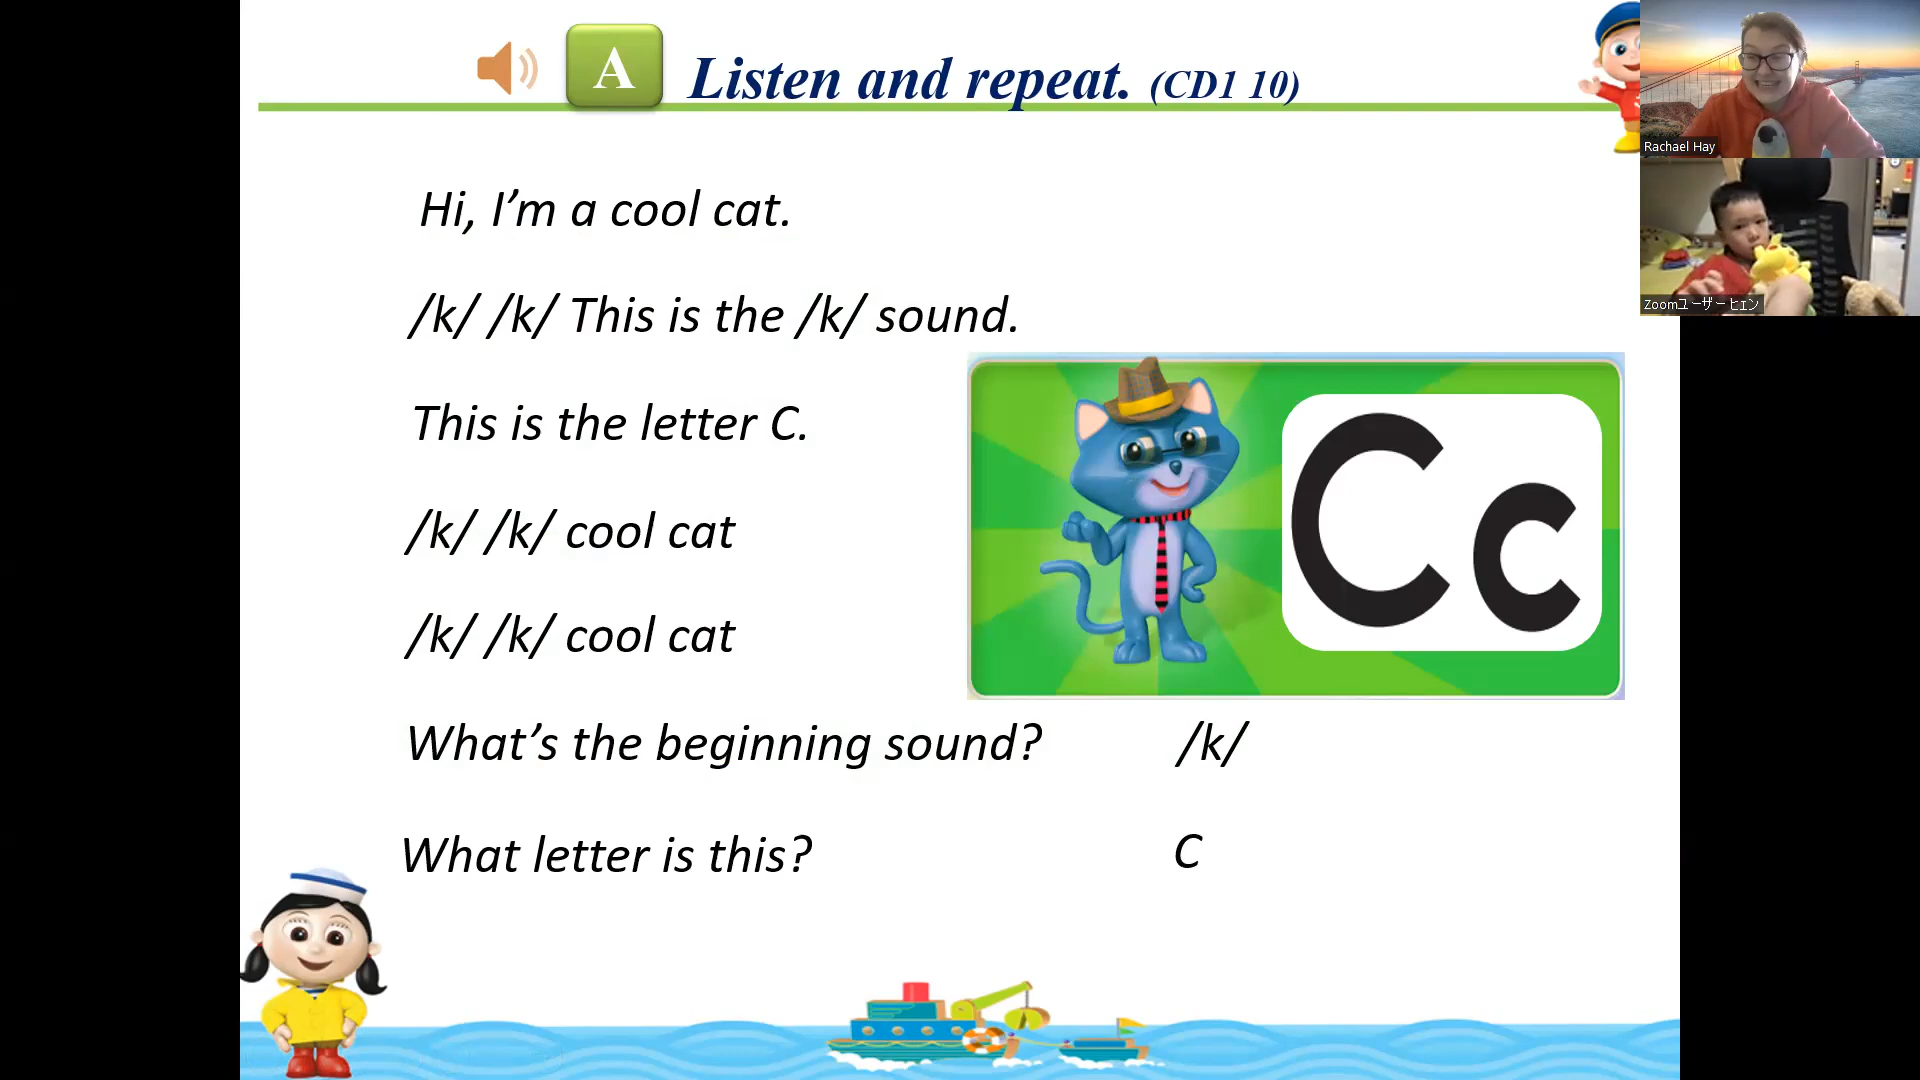 A Listen and repeat. (CD1 10)
Rachael Hay
Hi, I'm a cool cat.
Zoomユーザーヒェン
/k/ /k/ This is the /k/ sound.
This is the letter C.
Cc
/k/ /k/ cool cat
/k/ /k/ cool cat
What's the beginning sound? /k/
What letter is this? C